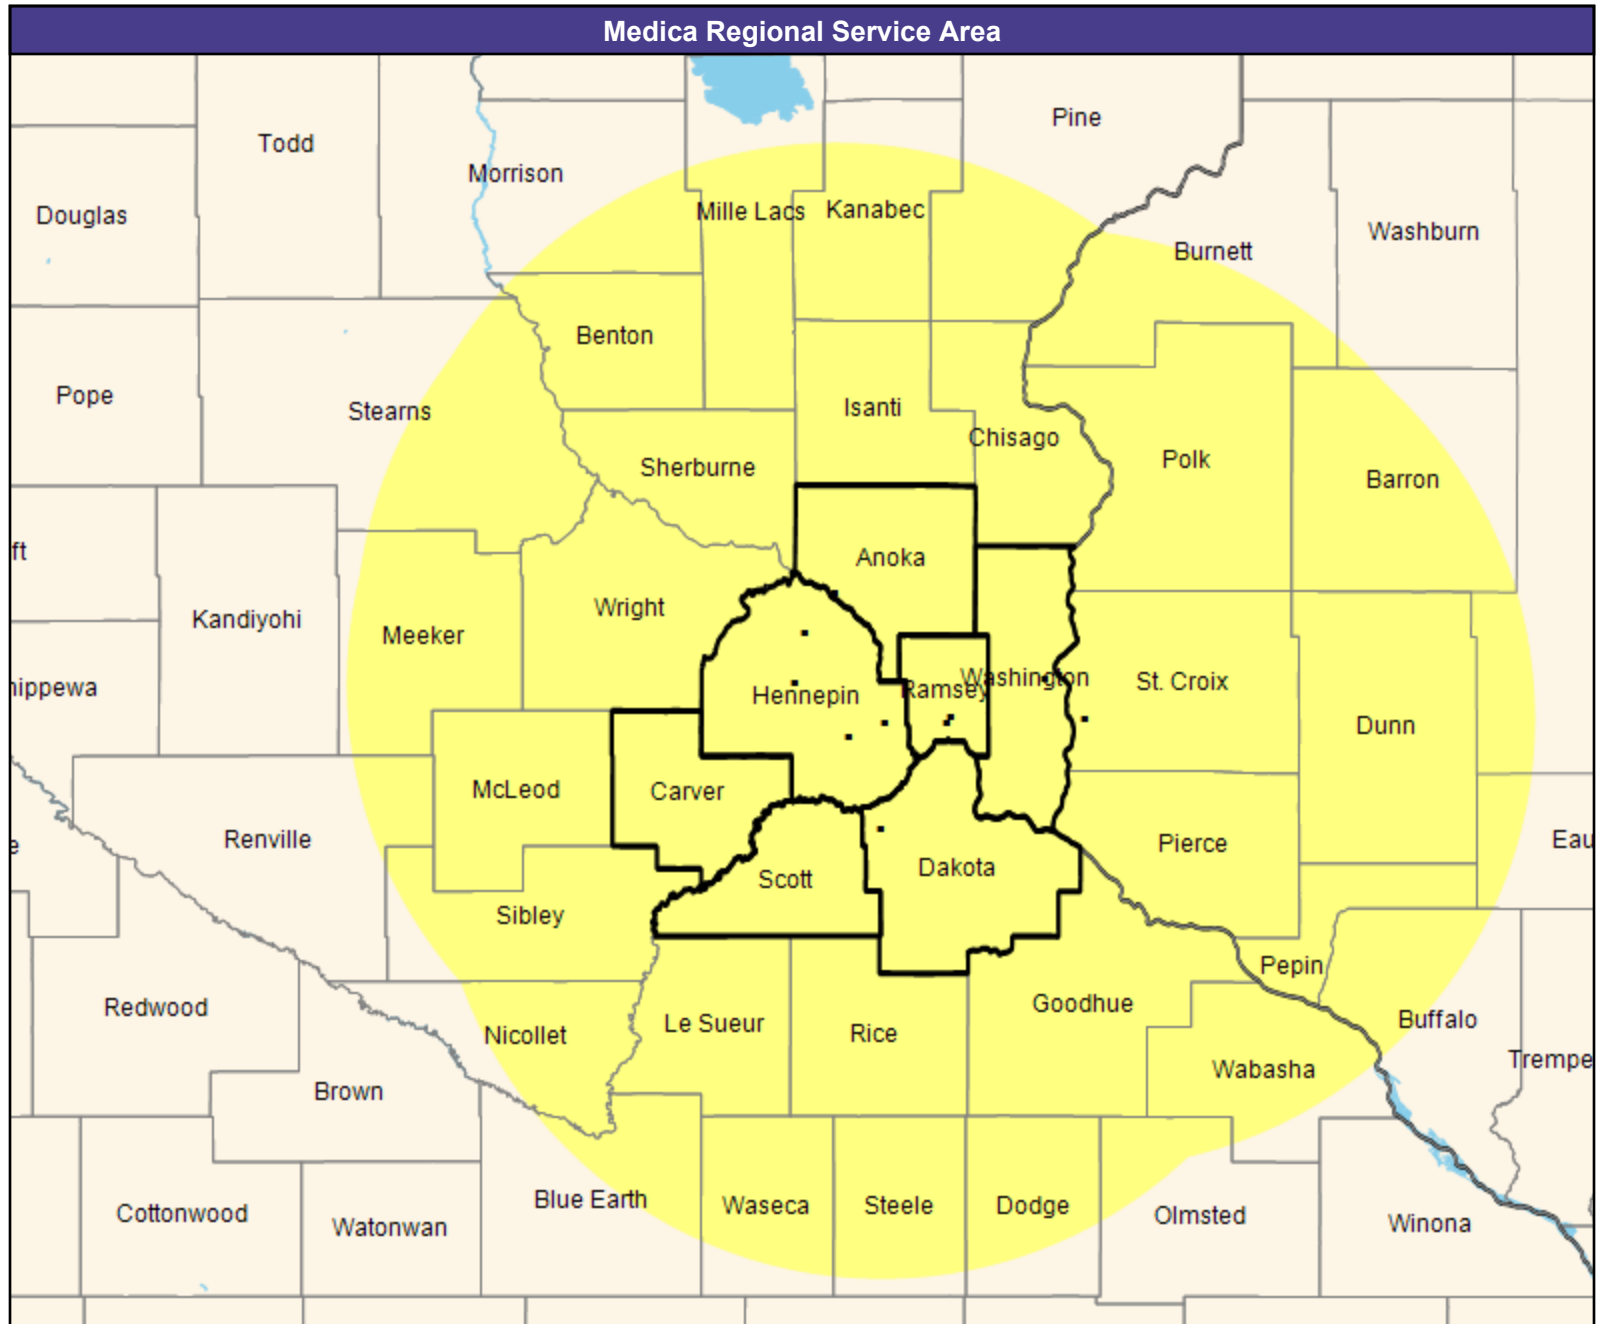 Medica Regional Service Area
Pine
Todd
Morrison
Mille Lacs
Kanabec
Douglas
Washburn
Burnett
Benton
Pope
Stearns
Isanti
Chisago
Sherburne
Polk
Barron
ft
Anoka
Kandiyohi
Meeker
Wright
hippewa
Hennepin
Ramsey
Washington
St. Croix
Dunn
McLeod
Carver
Renville
e
Pierce
Eau
Scott
Dakota
Sibley
Pepin
Redwood
Nicollet
Le Sueur
Rice
Goodhue
Buffalo
Trempe
Brown
Wabasha
Blue Earth
Waseca
Steele
Dodge
Cottonwood
Watonwan
Olmsted
Winona